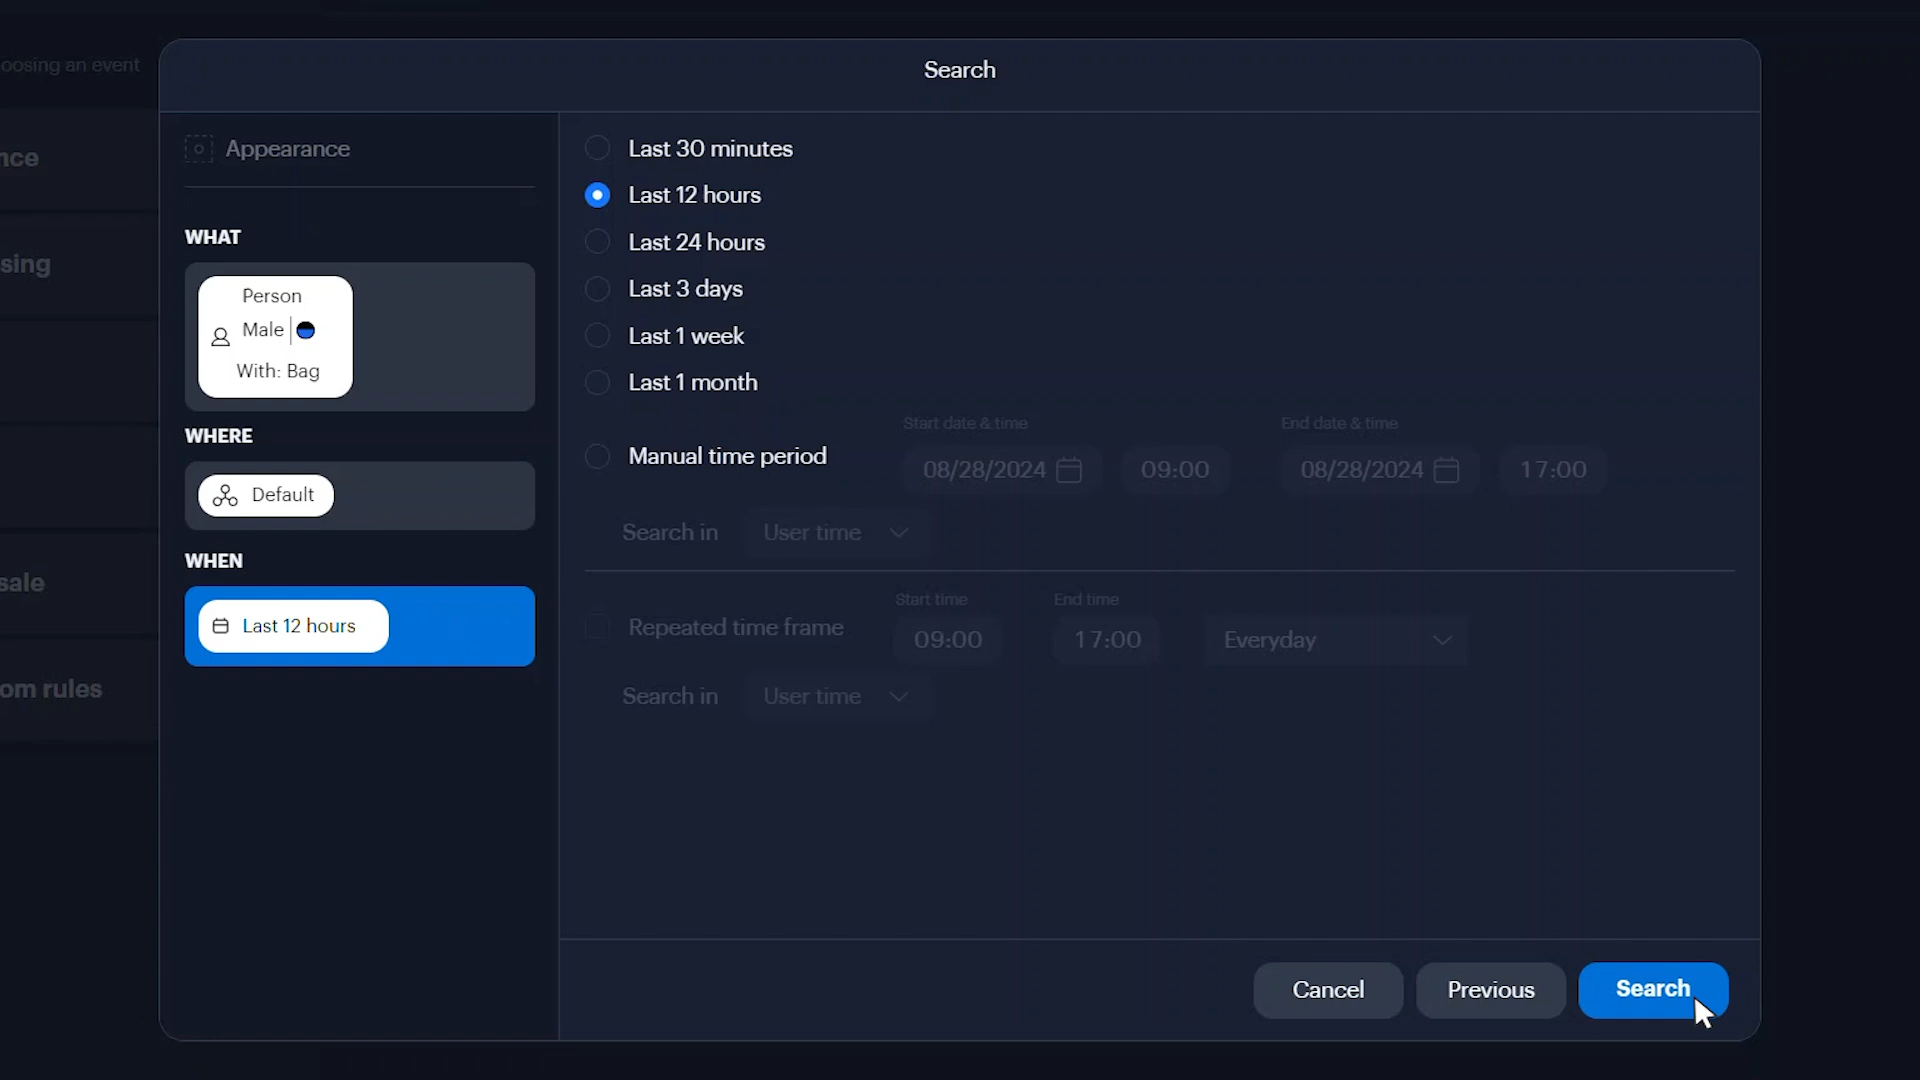 oosing an event
nce
sing
sale
om rules
Search
Appearance
WHAT
Person
Male
With: Bag
WHERE
Default
WHEN
Last 12 hours
Last 30 minutes
Last 12 hours
Last 24 hours
Last 3 days
Last 1 week
Last 1 month
Start date & time
End date & time
Manual time period
08/28/2024
09:00
08/28/2024
17:00
Search in
User time
Start time
End time
Repeated time frame
09:00
17:00
Everyday
Search in
User time
Cancel
Previous
Search